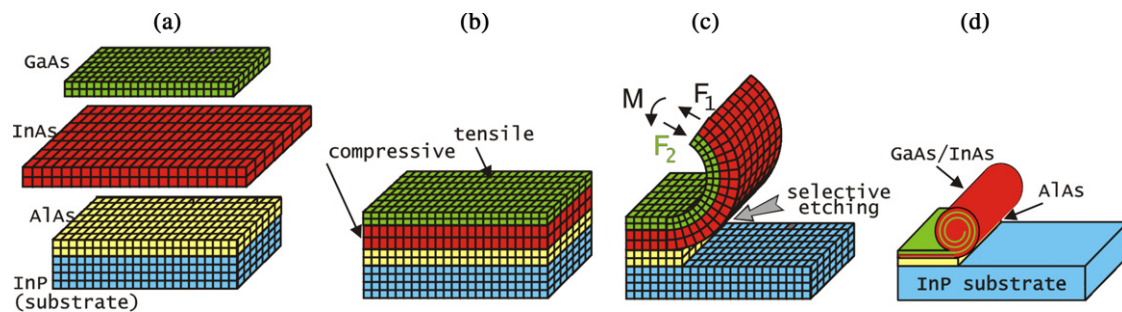 (a)
GaAs
InAs
AlAs
InP
(substrate)
(b)
compressive
tensile
(c)
M
F1
F2
selective
etching
(d)
GaAs/InAs
AlAs
InP substrate